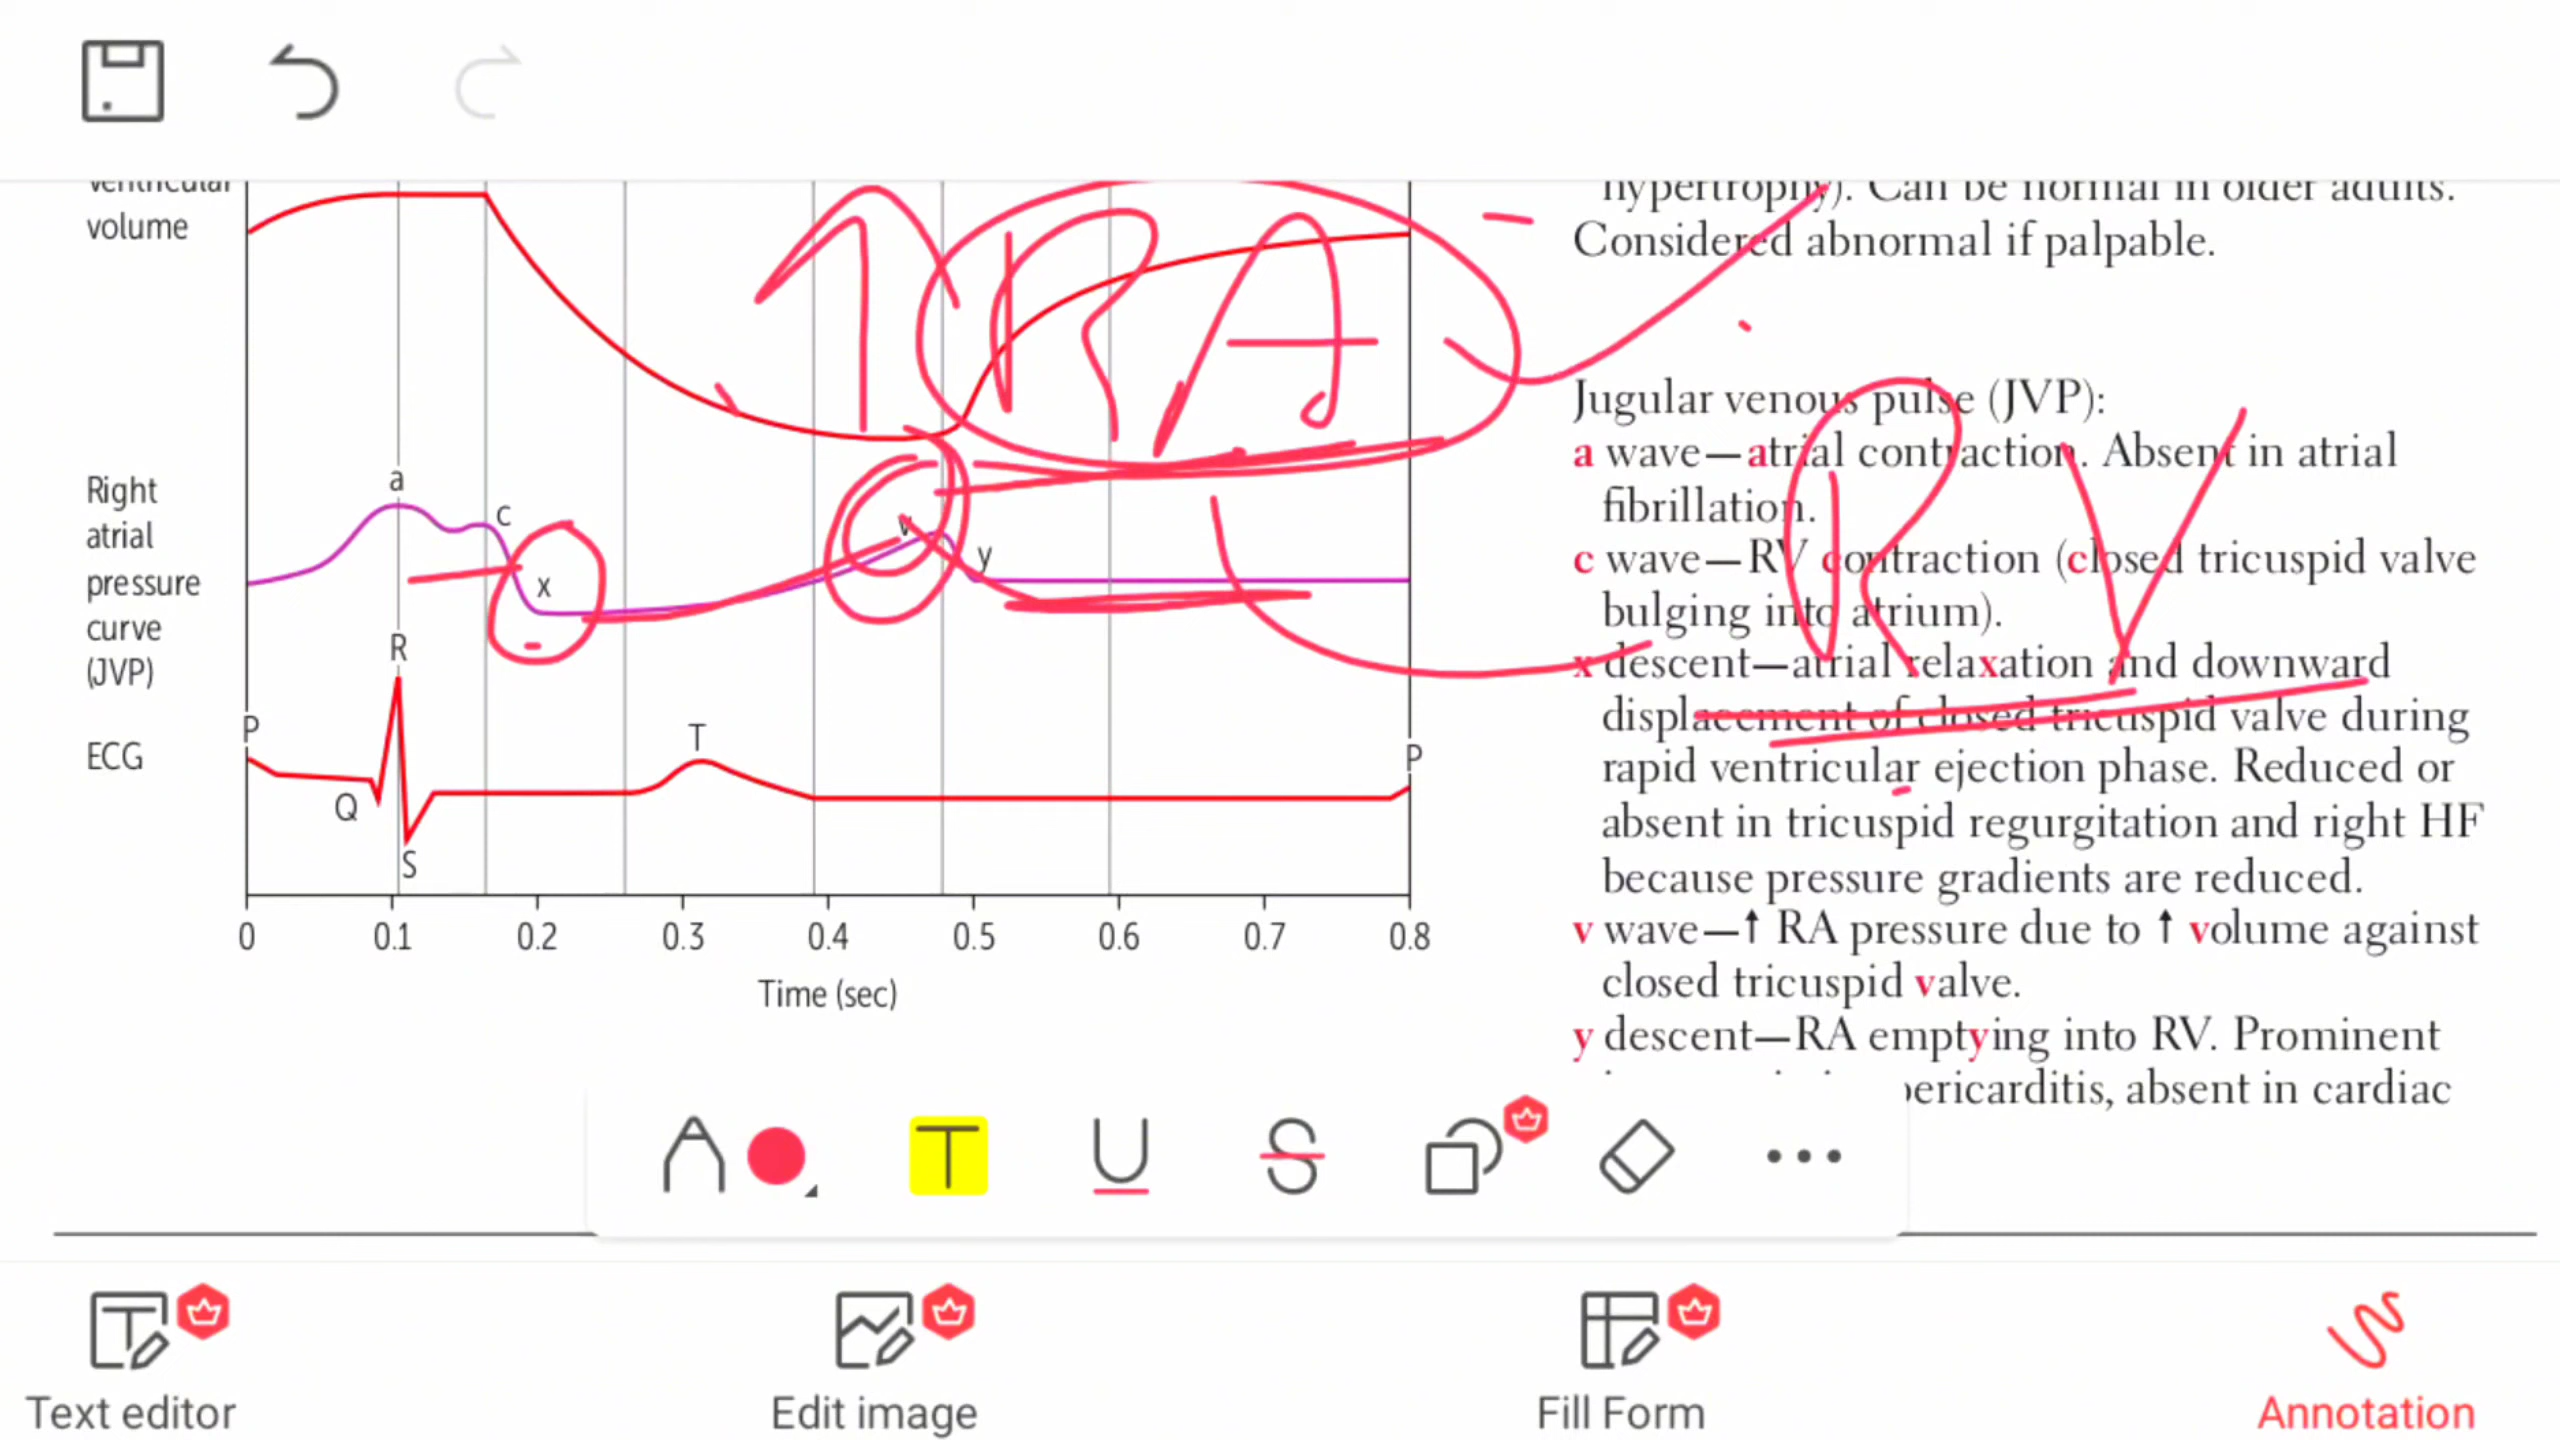 ventricular
volume
Right
atrial
pressure
curve
(JVP)
ECG
a
c
x
v
y
R
P
Q
S
T
P
0 0.1 0.2 0.3 0.4 0.5 0.6 0.7 0.8
Time (sec)
↑ RA
RV
hypertrophy). Can be normal in older adults.
Considered abnormal if palpable.
Jugular venous pulse (JVP):
a wave—atrial contraction. Absent in atrial
fibrillation.
c wave—RV contraction (closed tricuspid valve
bulging into atrium).
x descent—atrial relaxation and downward
displacement of closed tricuspid valve during
rapid ventricular ejection phase. Reduced or
absent in tricuspid regurgitation and right HF
because pressure gradients are reduced.
v wave—↑ RA pressure due to ↑ volume against
closed tricuspid valve.
y descent—RA emptying into RV. Prominent
pericarditis, absent in cardiac
T U S
Text editor
Edit image
Fill Form
Annotation